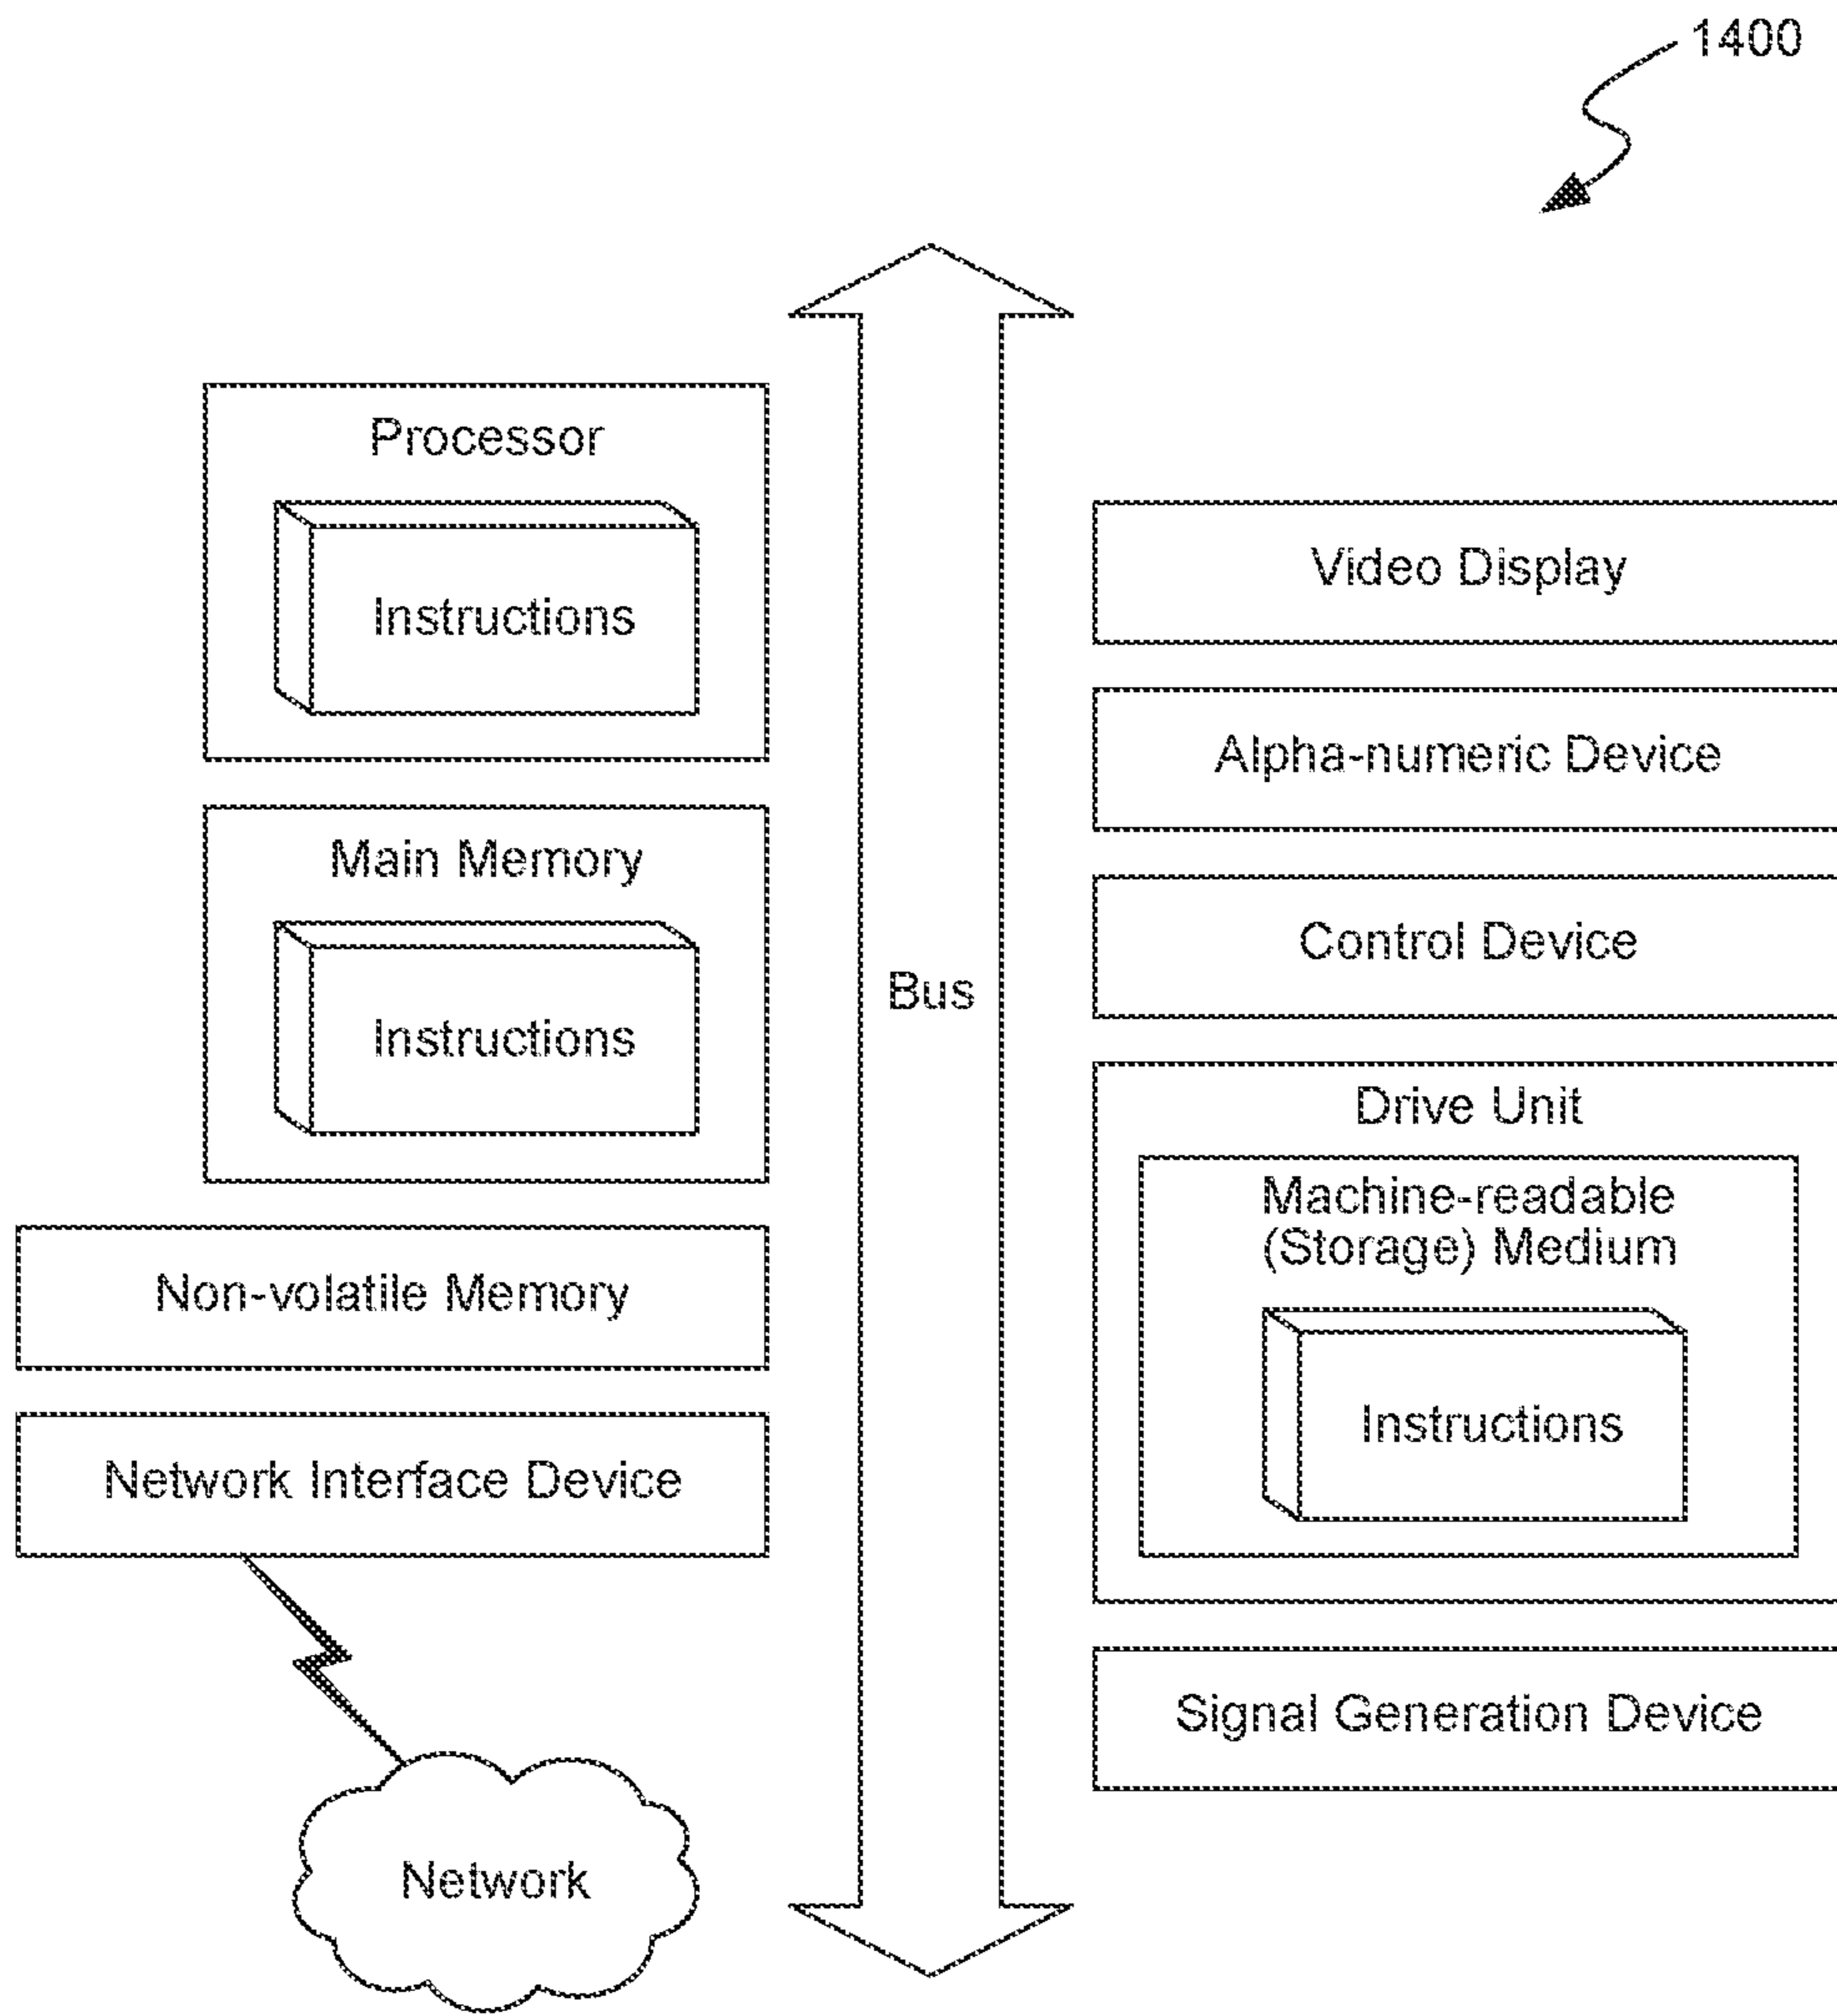 1400
Processor
Instructions
Main Memory
Instructions
Non-volatile Memory
Network Interface Device
Network
Bus
Video Display
Alpha-numeric Device
Control Device
Drive Unit
Machine-readable
(Storage) Medium
Instructions
Signal Generation Device